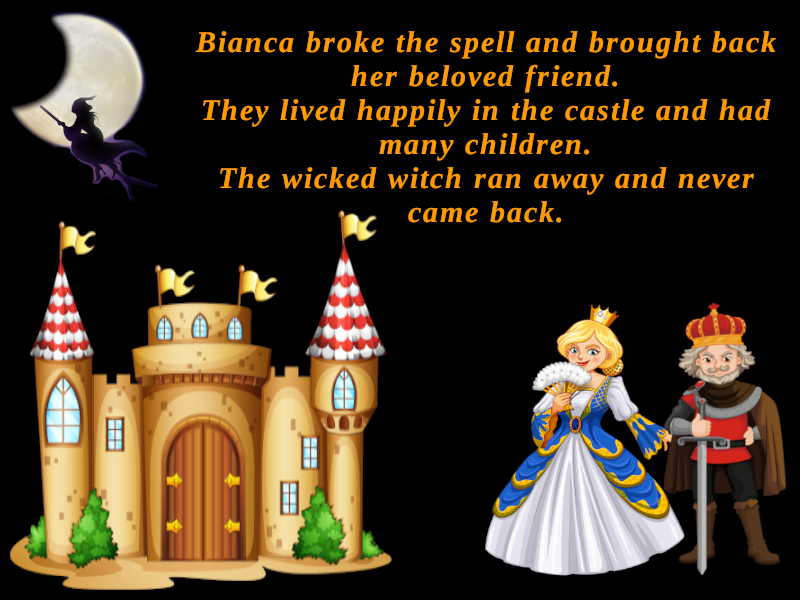 Bianca broke the spell and brought back
her beloved friend.
They lived happily in the castle and had
many children.
The wicked witch ran away and never
came back.